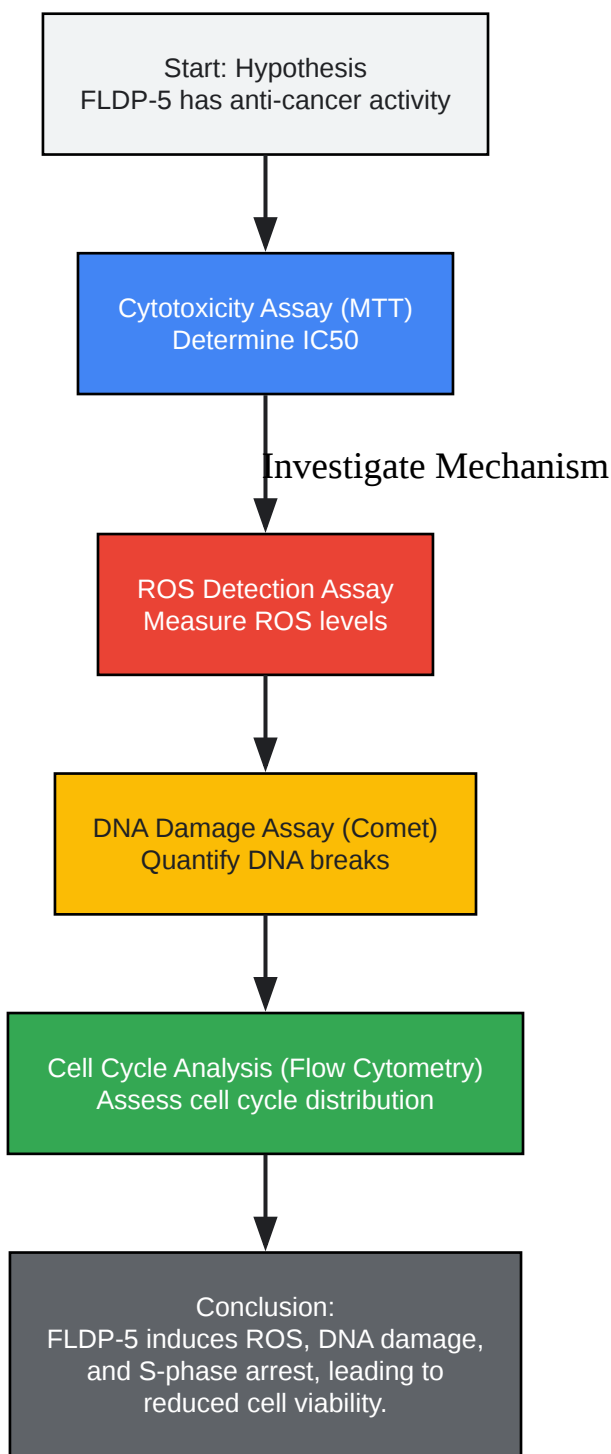 Start: Hypothesis
FLDP-5 has anti-cancer activity
Cytotoxicity Assay (MTT)
Determine IC50
Investigate Mechanism
ROS Detection Assay
Measure ROS levels
DNA Damage Assay (Comet)
Quantify DNA breaks
Cell Cycle Analysis (Flow Cytometry)
Assess cell cycle distribution
Conclusion:
FLDP-5 induces ROS, DNA damage,
and S-phase arrest, leading to
reduced cell viability.